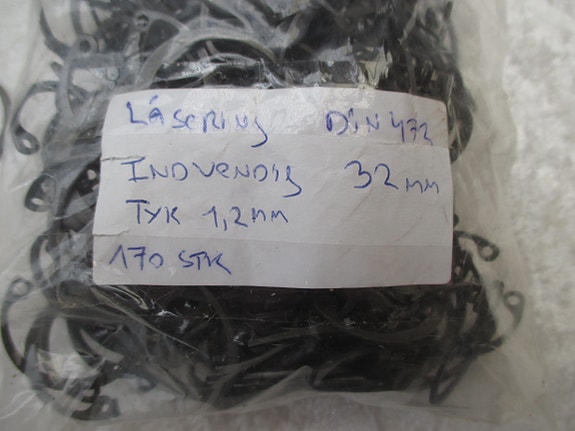 LÅSERING DIN 472
INDVENDIG 32 mm
TYK 1,2 mm
170 STK